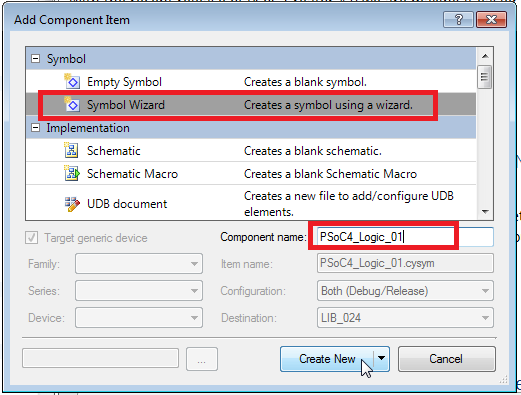 Add Component Item
Symbol
Empty Symbol Creates a blank symbol.
Symbol Wizard Creates a symbol using a wizard.
Implementation
Schematic Creates a blank schematic.
Schematic Macro Creates a blank Schematic Macro
UDB document Creates a new file to add/configure UDB elements.
Target generic device
Component name: PSoC4_Logic_01
Family:
Item name: PSoC4_Logic_01.cysym
Series:
Configuration: Both (Debug/Release)
Device:
Destination: LIB_024
...
Create New
Cancel